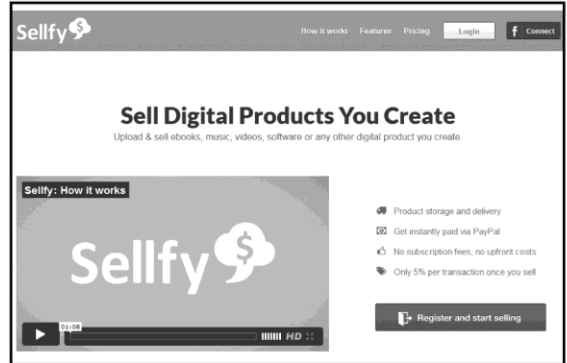 Sellfy
How it works Features Pricing Login f Connect
Sell Digital Products You Create
Upload & sell ebooks, music, videos, software or any other digital product you create.
Sellfy: How it works
Sellfy
01:08
HD
Product storage and delivery
Get instantly paid via PayPal
No subscription fees, no upfront costs
Only 5% per transaction once you sell
Register and start selling